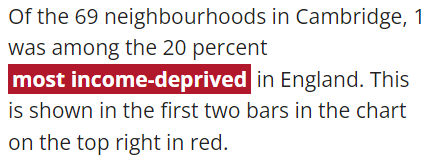 Of the 69 neighbourhoods in Cambridge, 1
was among the 20 percent
most income-deprived in England. This
is shown in the first two bars in the chart
on the top right in red.